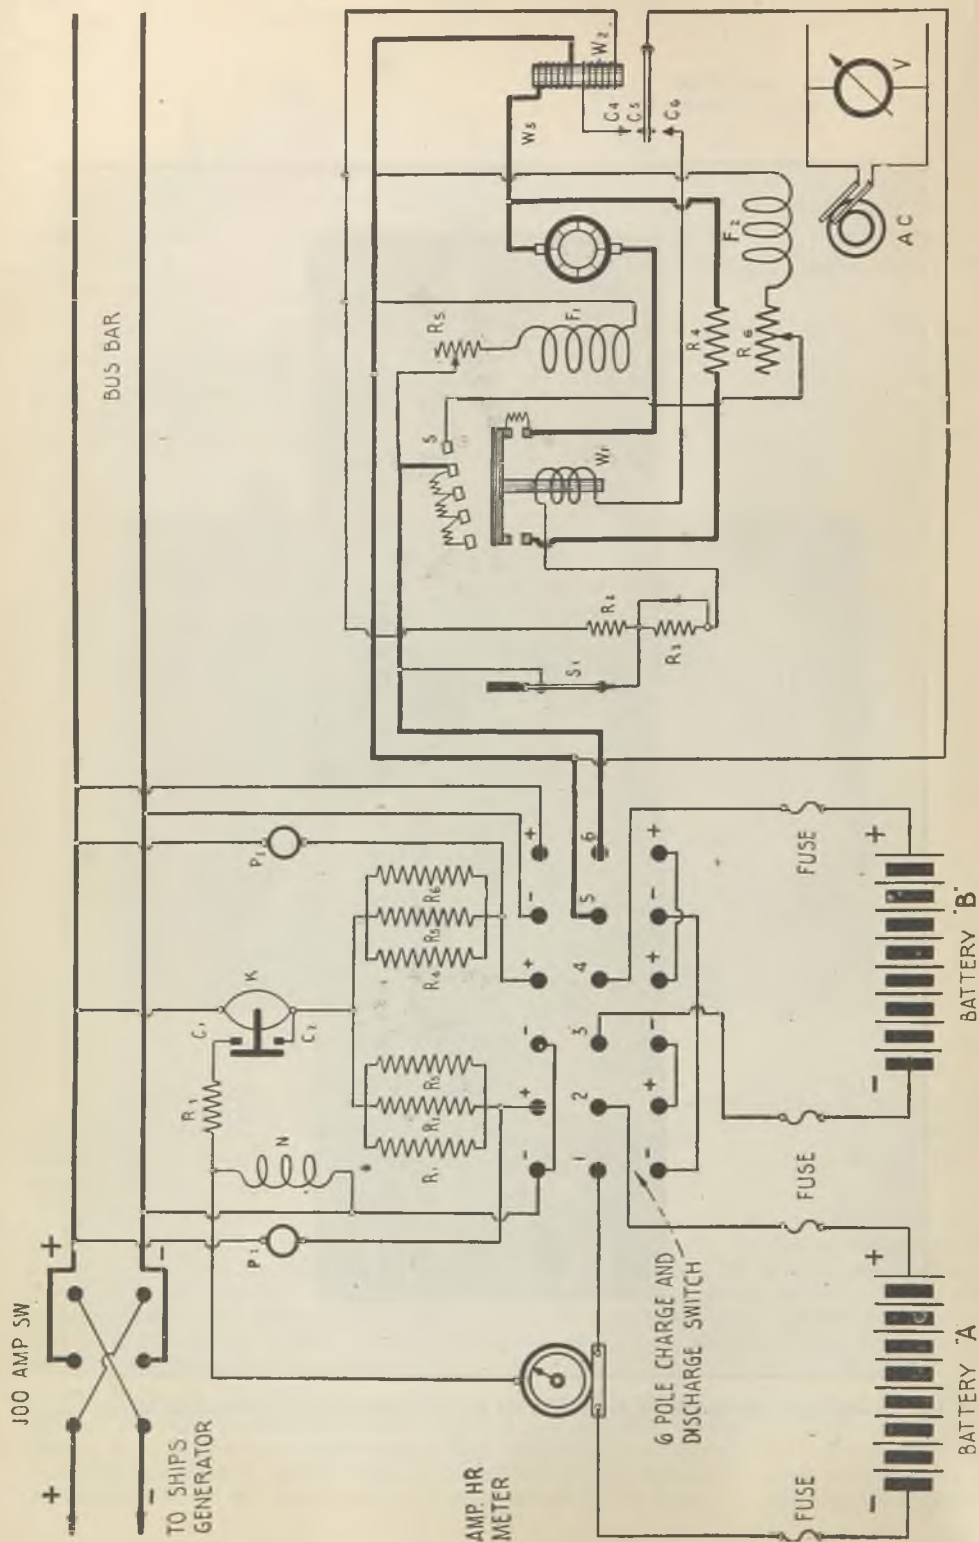 100 AMP SW
+
+
-
-
TO SHIPS
GENERATOR
BUS BAR
P1
N
R1
C1
C2
K
P2
R1
R2
R3
R4
R5
R6
AMP. HR
METER
- + - + - +
1 2 3 4 5 6
- + - + - +
6 POLE CHARGE AND
DISCHARGE SWITCH
S1
R2
R3
S
R5
F1
W1
W3
W2
C4
C5
C6
R4
R6
F2
AC
V
FUSE
FUSE
FUSE
FUSE
- +
BATTERY "A"
- +
BATTERY "B"